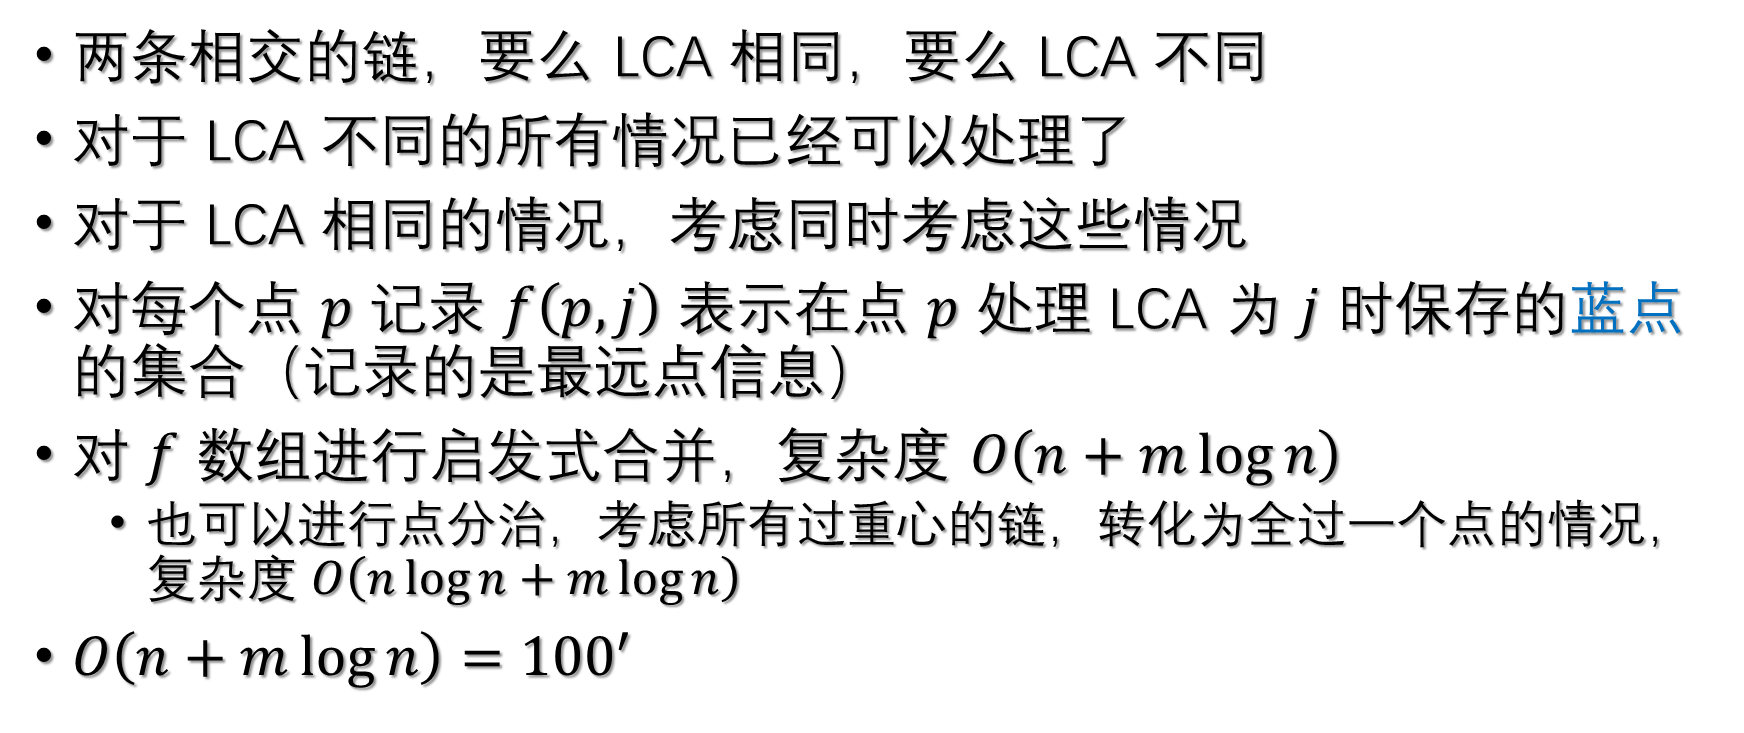 • 两条相交的链，要么 LCA 相同，要么 LCA 不同
• 对于 LCA 不同的所有情况已经可以处理了
• 对于 LCA 相同的情况，考虑同时考虑这些情况
• 对每个点 p 记录 f(p, j) 表示在点 p 处理 LCA 为 j 时保存的蓝点
的集合（记录的是最远点信息）
• 对 f 数组进行启发式合并，复杂度 O(n + m log n)
• 也可以进行点分治，考虑所有过重心的链，转化为全过一个点的情况，
复杂度 O(n log n + m log n)
• O(n + m log n) = 100′